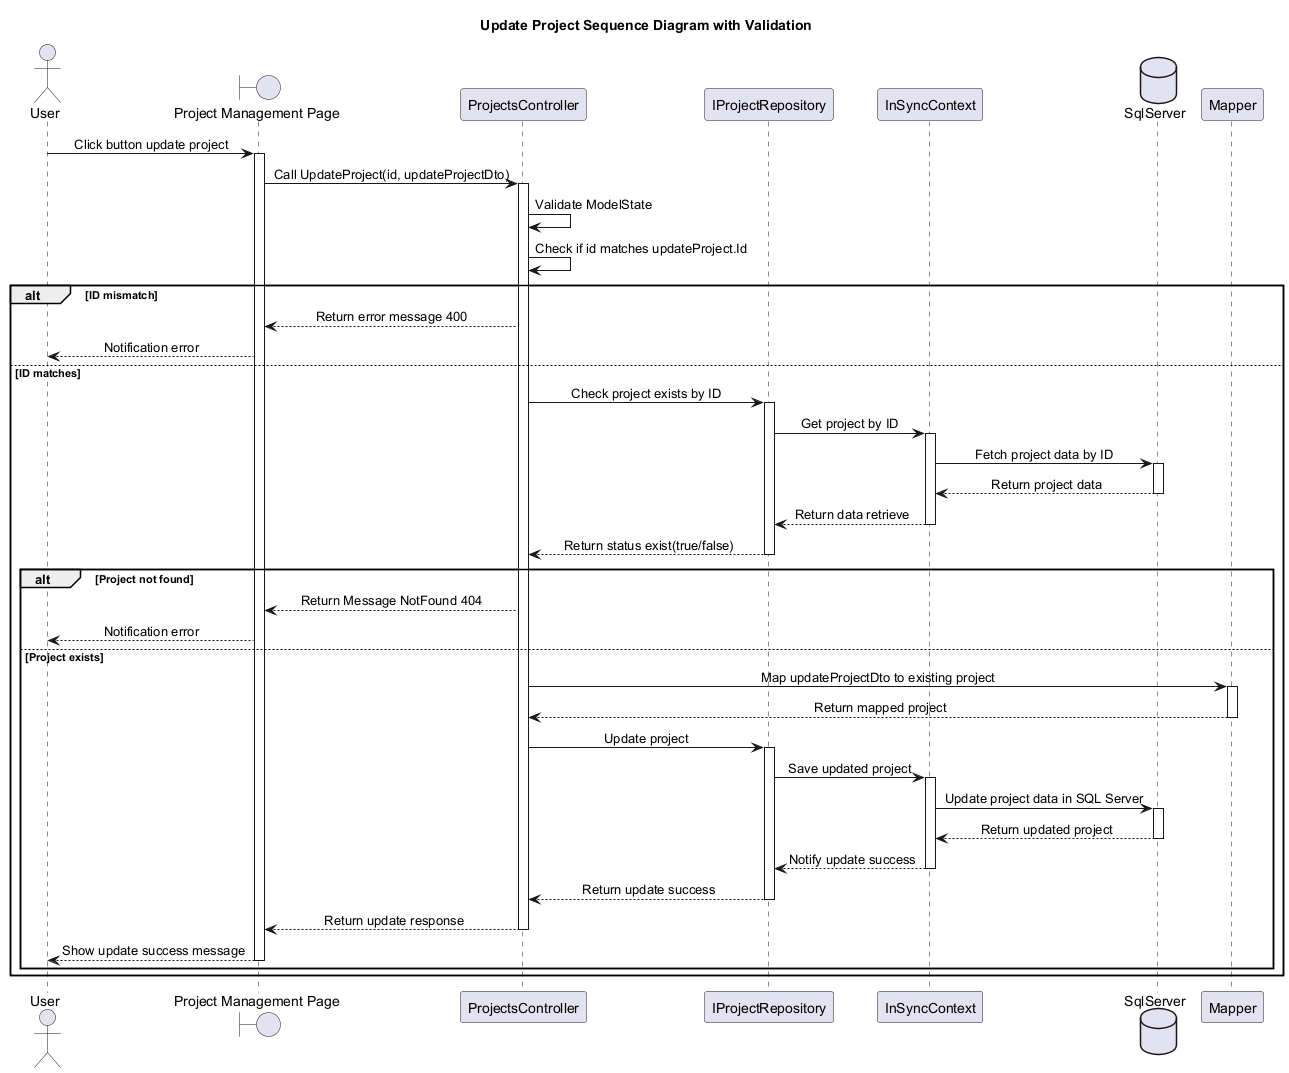 Update Project Sequence Diagram with Validation
User
Project Management Page
ProjectsController
IProjectRepository
InSyncContext
SqlServer
Mapper
Click button update project
Call UpdateProject(id, updateProjectDto)
Validate ModelState
Check if id matches updateProject.Id
alt [ID mismatch]
Return error message 400
Notification error
[ID matches]
Check project exists by ID
Get project by ID
Fetch project data by ID
Return project data
Return data retrieve
Return status exist(true/false)
alt [Project not found]
Return Message NotFound 404
Notification error
[Project exists]
Map updateProjectDto to existing project
Return mapped project
Update project
Save updated project
Update project data in SQL Server
Return updated project
Notify update success
Return update success
Return update response
Show update success message
User
Project Management Page
ProjectsController
IProjectRepository
InSyncContext
SqlServer
Mapper